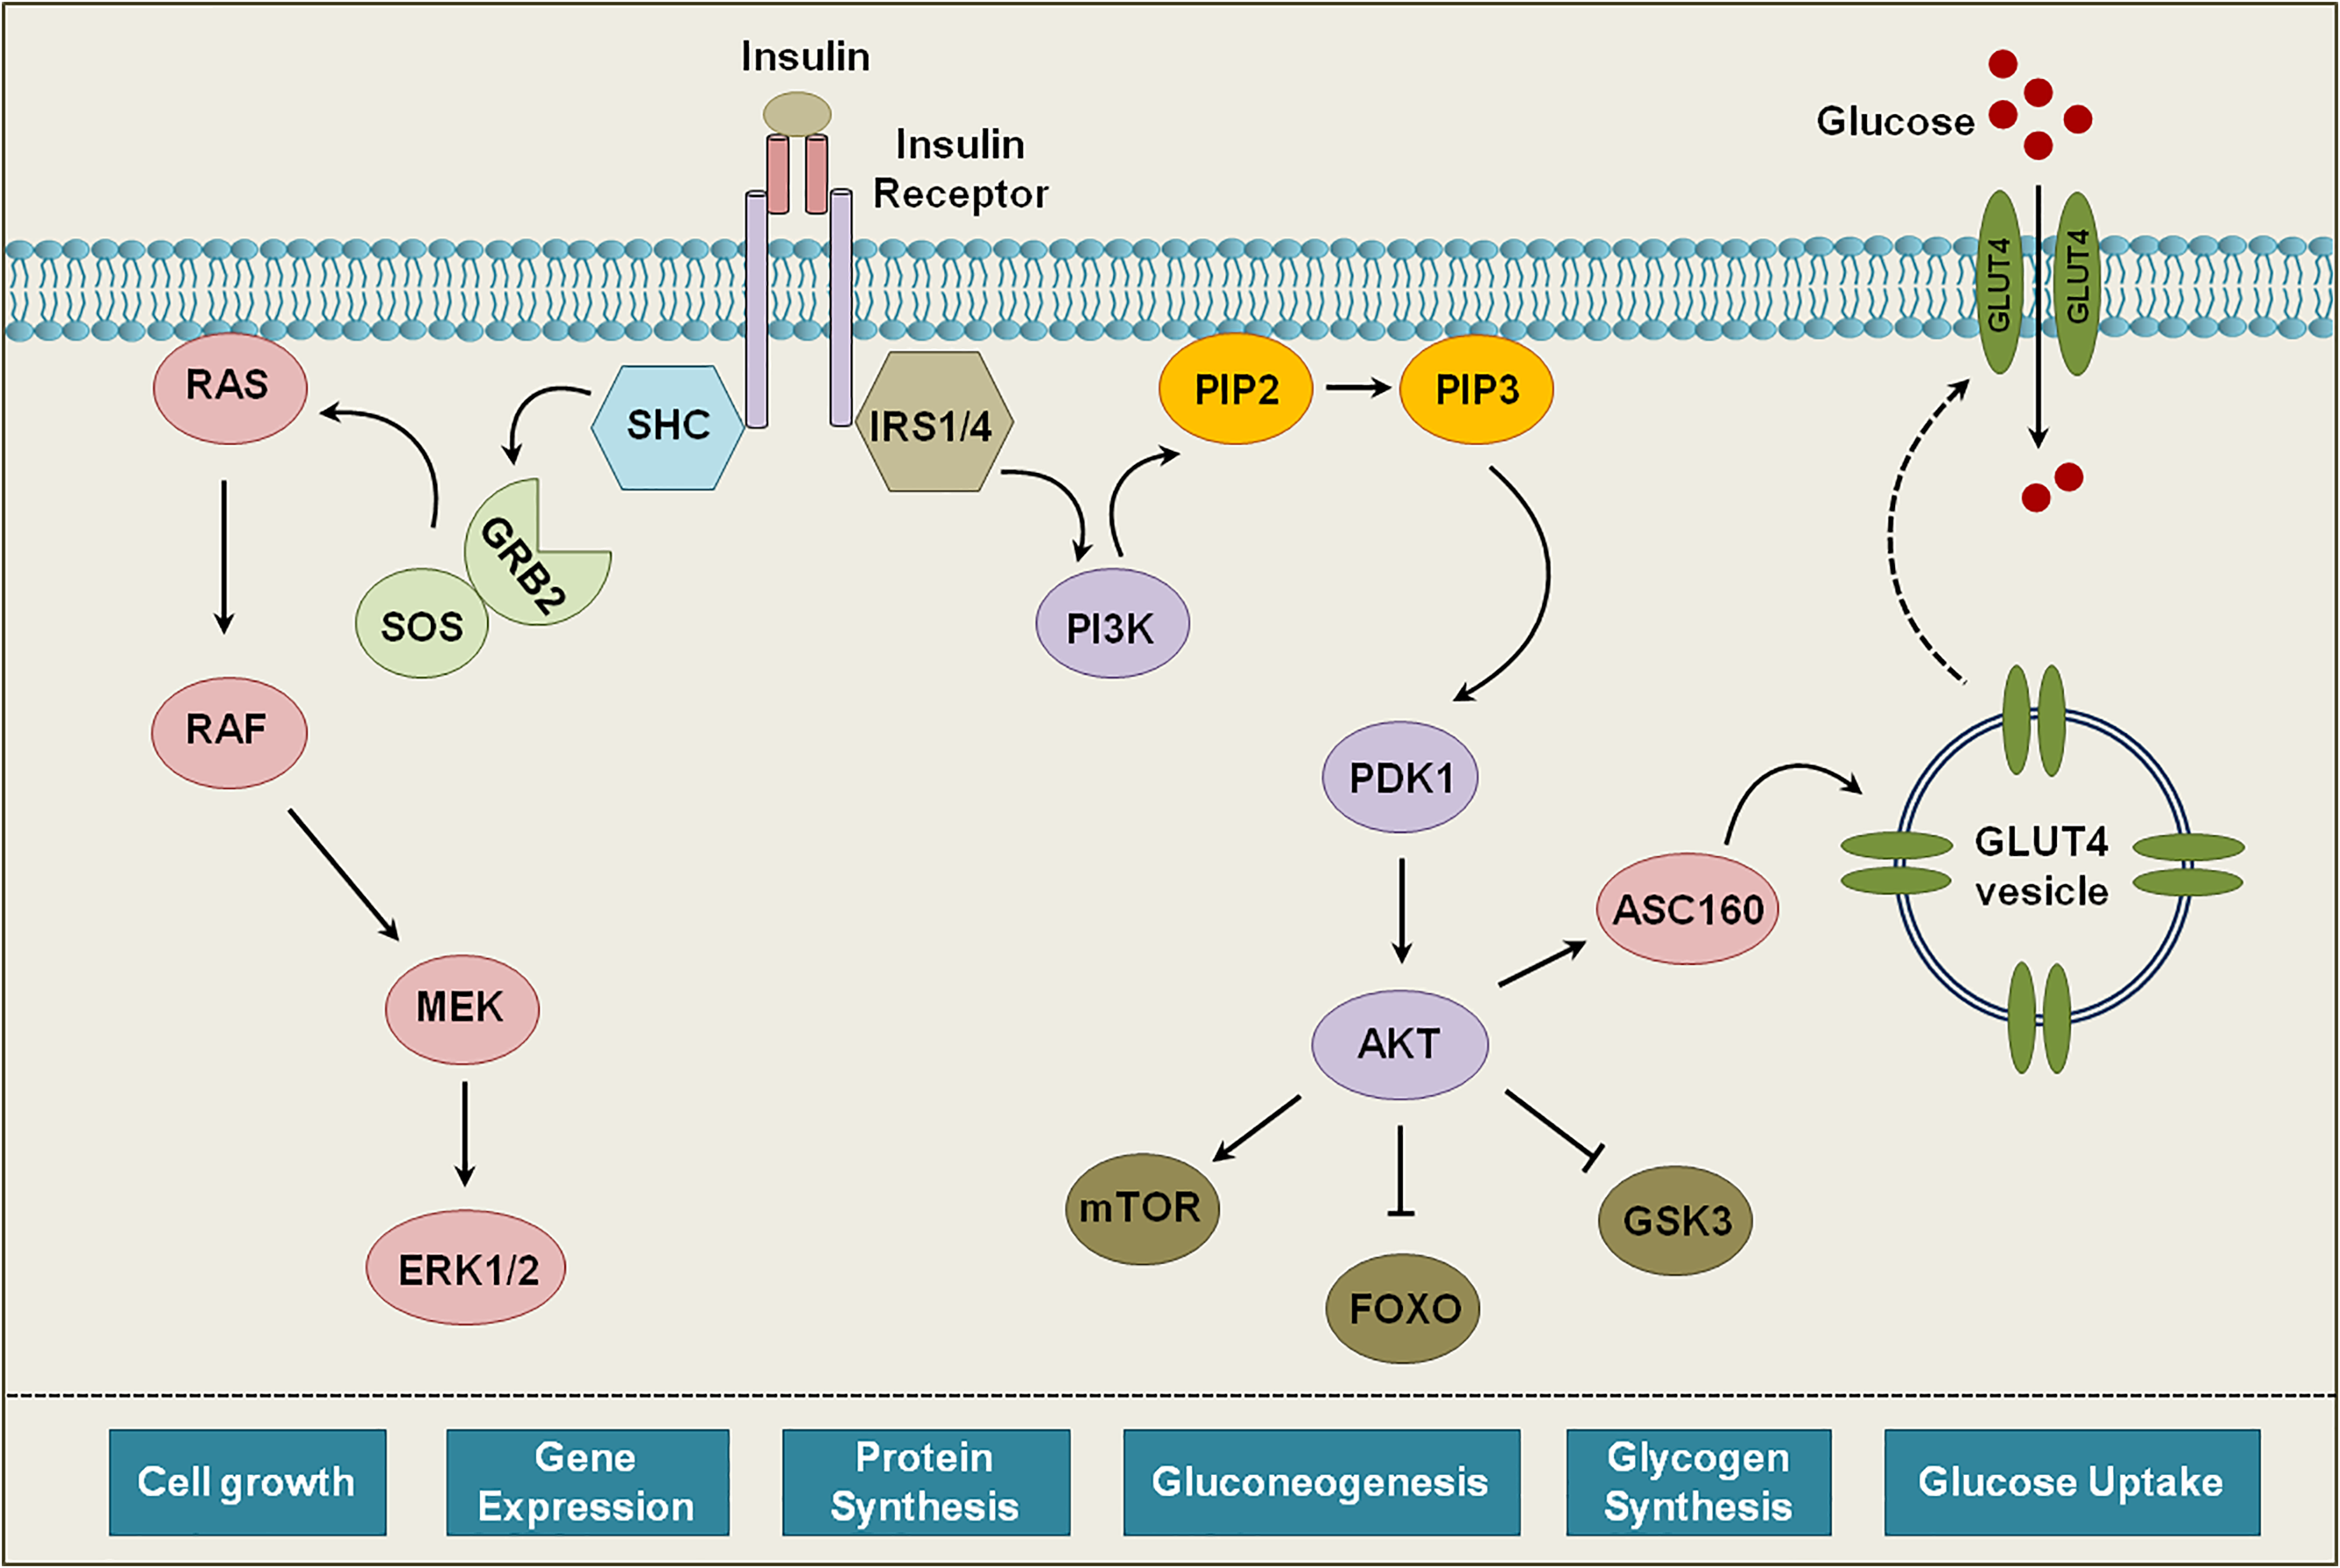 Insulin
Insulin
Receptor
Glucose
GLUT4
GLUT4
RAS
SHC
IRS1/4
PIP2
PIP3
GRB2
SOS
PI3K
RAF
PDK1
GLUT4
vesicle
ASC160
MEK
AKT
mTOR
GSK3
ERK1/2
FOXO
Cell growth
Gene
Expression
Protein
Synthesis
Gluconeogenesis
Glycogen
Synthesis
Glucose Uptake